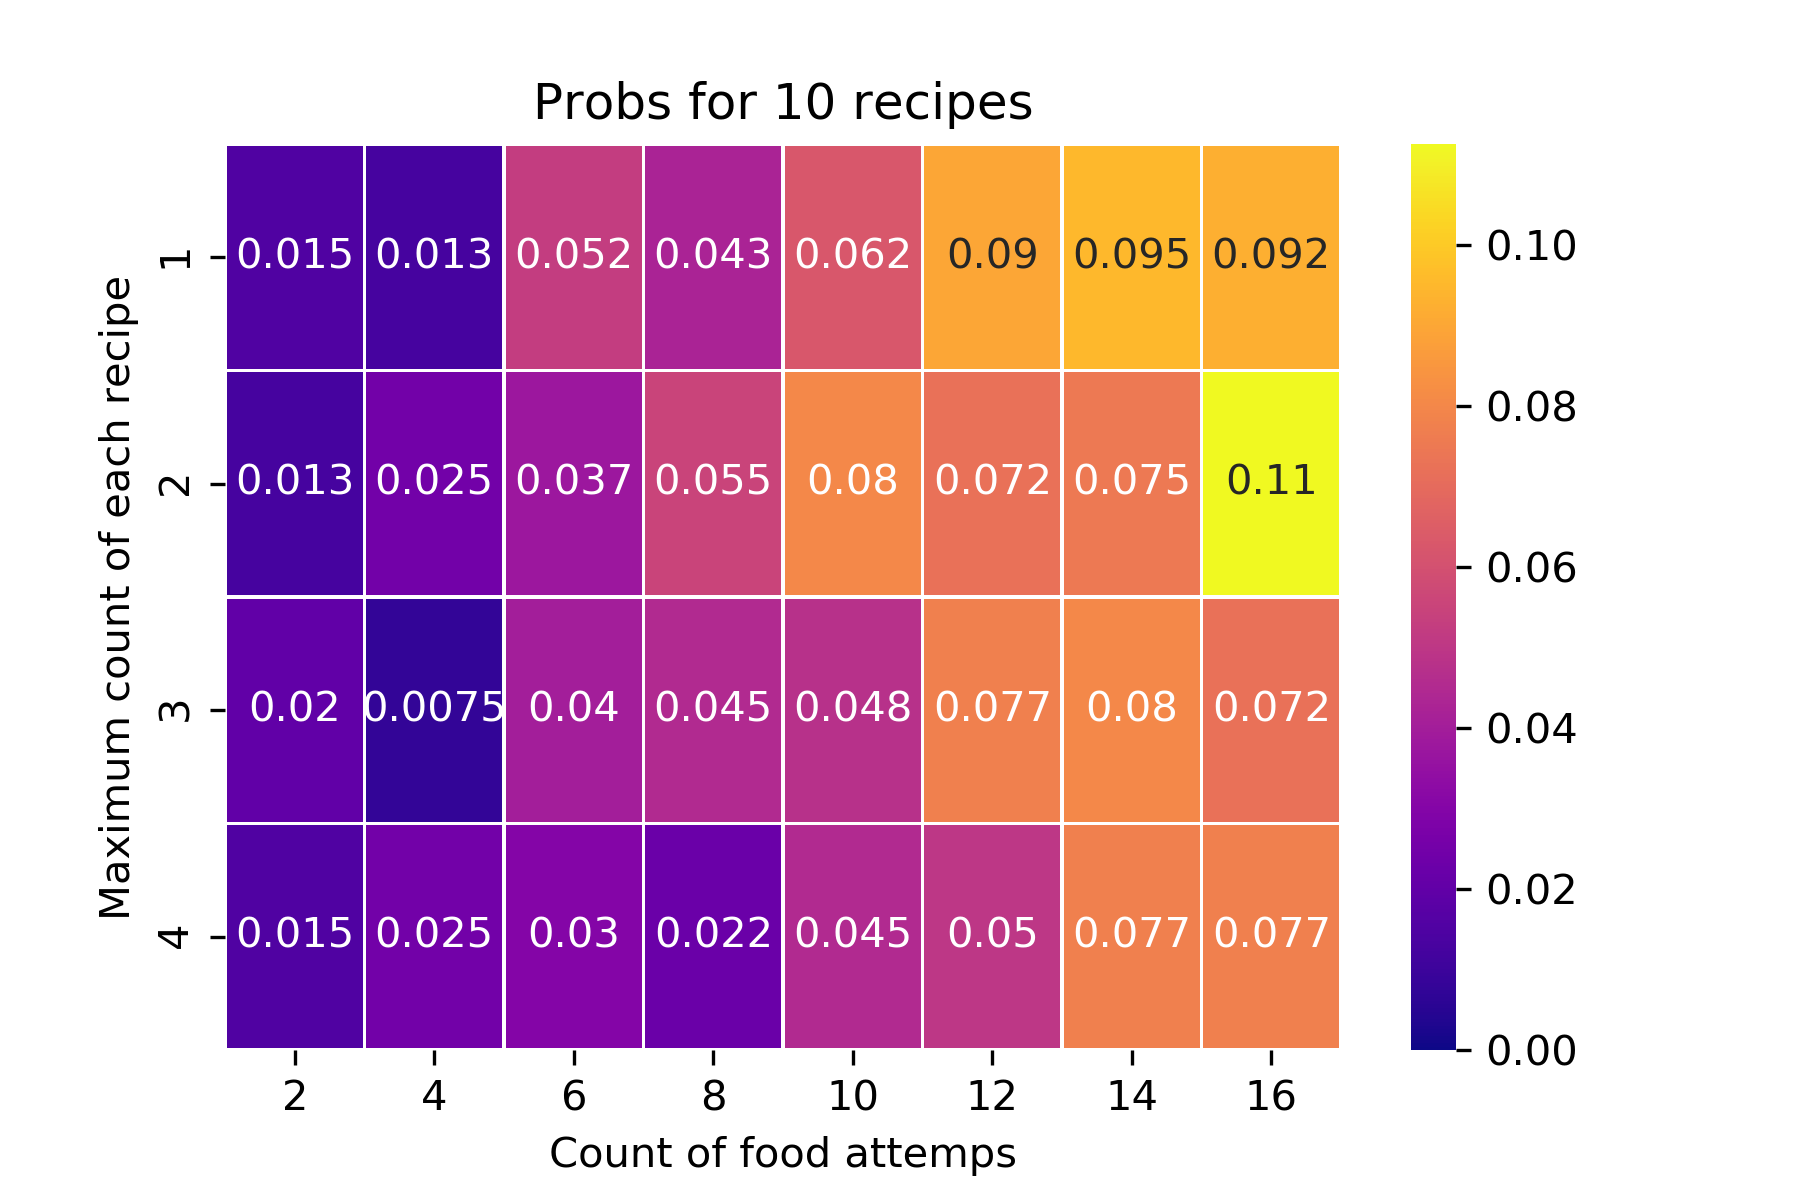 Probs for 10 recipes
Maximum count of each recipe
1 0.015 0.013 0.052 0.043 0.062 0.09 0.095 0.092
2 0.013 0.025 0.037 0.055 0.08 0.072 0.075 0.11
3 0.02 0.0075 0.04 0.045 0.048 0.077 0.08 0.072
4 0.015 0.025 0.03 0.022 0.045 0.05 0.077 0.077
2 4 6 8 10 12 14 16
Count of food attemps
0.10
0.08
0.06
0.04
0.02
0.00